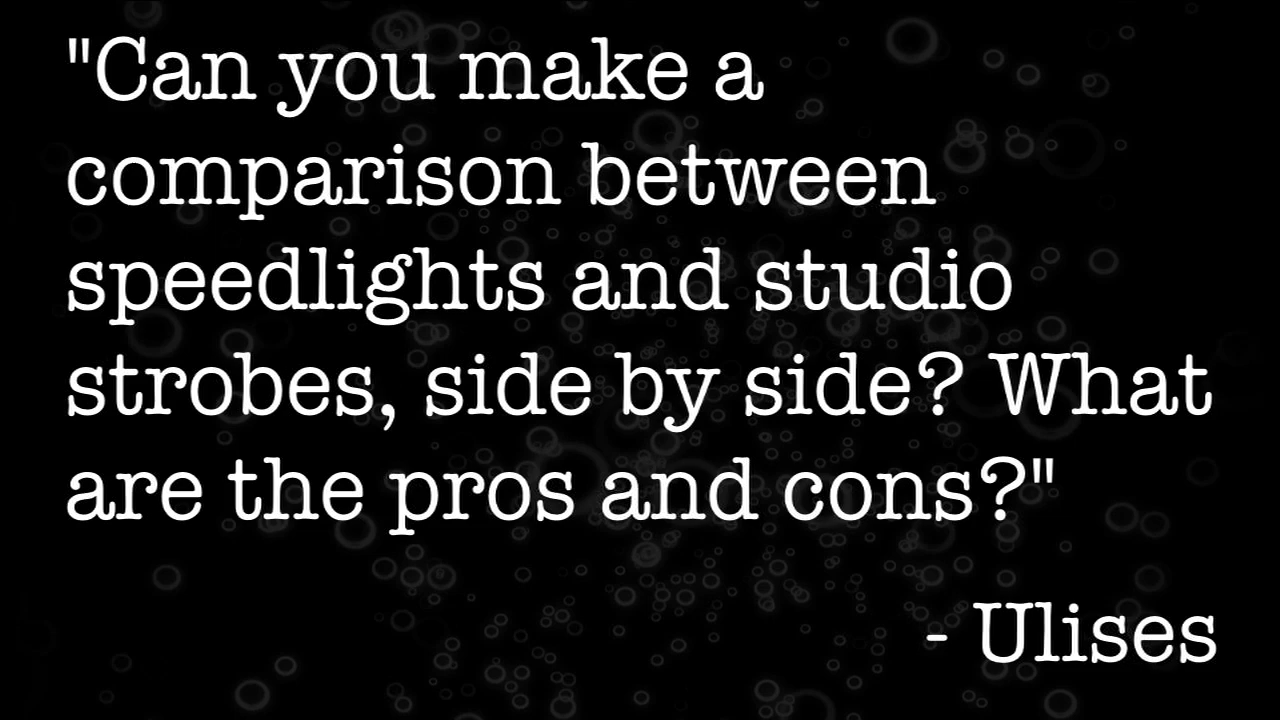 "Can you make a
comparison between
speedlights and studio
strobes, side by side? What
are the pros and cons?"
- Ulises